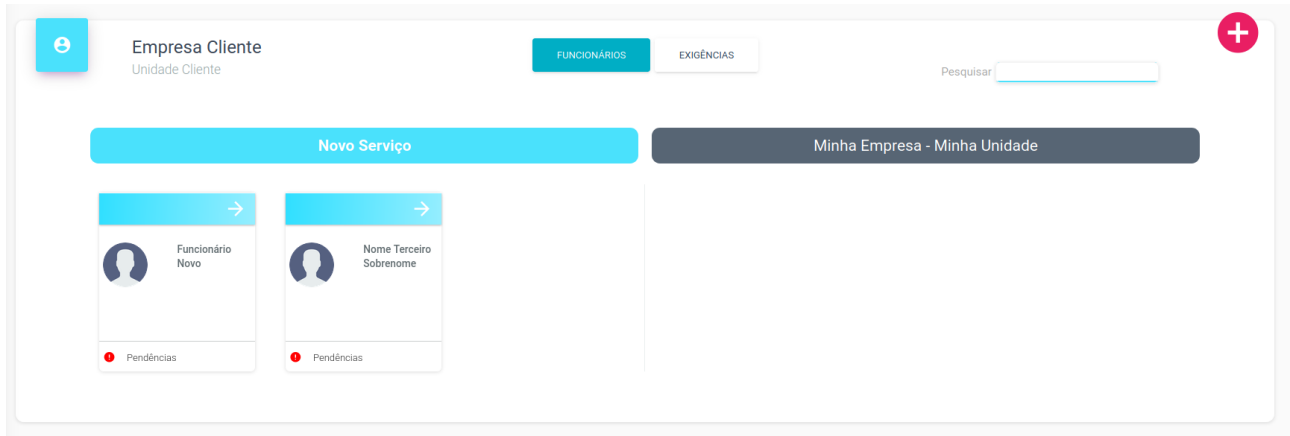 Empresa Cliente
Unidade Cliente
FUNCIONÁRIOS
EXIGÊNCIAS
Pesquisar
Novo Serviço
Minha Empresa - Minha Unidade
Funcionário
Novo
Pendências
Nome Terceiro
Sobrenome
Pendências